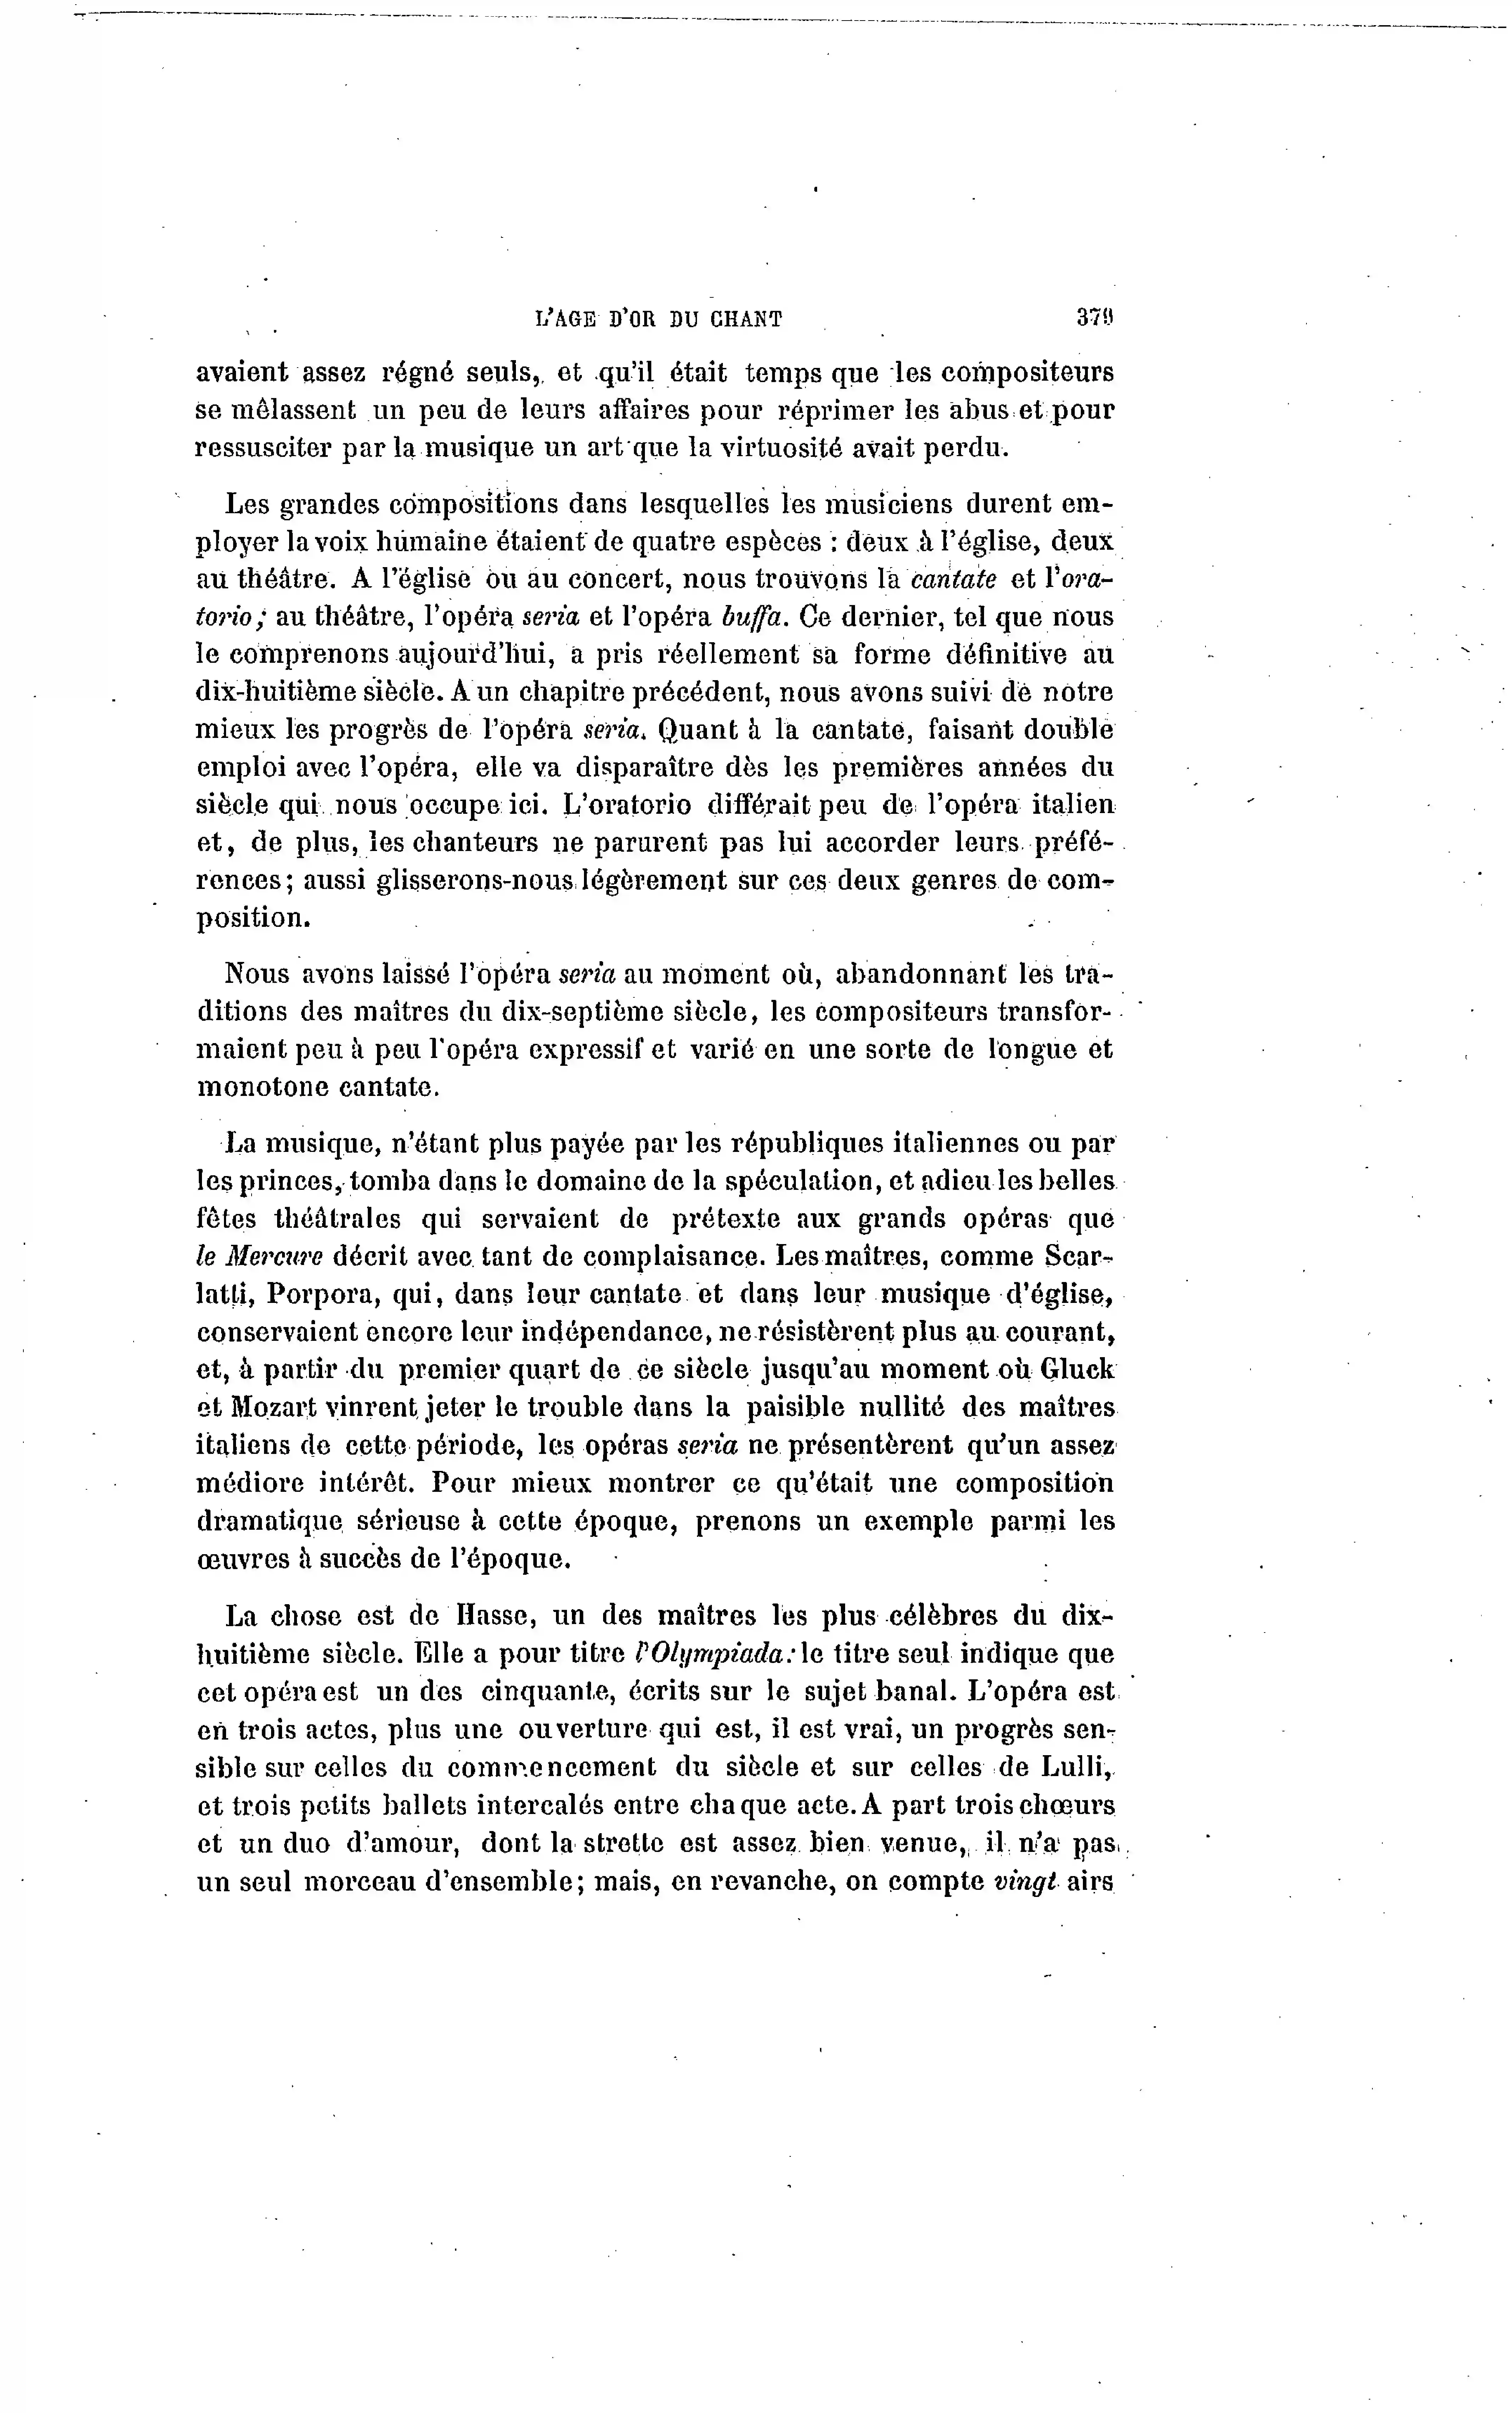 L'AGE D'OR DU CHANT 379
avaient assez régné seuls, et qu'il était temps que les compositeurs
se mêlassent un peu de leurs affaires pour réprimer les abus et pour
ressusciter par la musique un art que la virtuosité avait perdu.
Les grandes compositions dans lesquelles les musiciens durent em-
ployer la voix humaine étaient de quatre espèces : deux à l'église, deux
au théâtre. A l'église ou au concert, nous trouvons la cantate et l'ora-
torio; au théâtre, l'opéra seria et l'opéra buffa. Ce dernier, tel que nous
le comprenons aujourd'hui, a pris réellement sa forme définitive au
dix-huitième siècle. A un chapitre précédent, nous avons suivi de notre
mieux les progrès de l'opéra seria. Quant à la cantate, faisant double
emploi avec l'opéra, elle va disparaître dès les premières années du
siècle qui nous occupe ici. L'oratorio différait peu de l'opéra italien
et, de plus, les chanteurs ne parurent pas lui accorder leurs préfé-
rences; aussi glisserons-nous légèrement sur ces deux genres de com-
position.
Nous avons laissé l'opéra seria au moment où, abandonnant les tra-
ditions des maîtres du dix-septième siècle, les compositeurs transfor-
maient peu à peu l'opéra expressif et varié en une sorte de longue et
monotone cantate.
La musique, n'étant plus payée par les républiques italiennes ou par
les princes, tomba dans le domaine de la spéculation, et adieu les belles
fêtes théâtrales qui servaient de prétexte aux grands opéras que
le Mercure décrit avec tant de complaisance. Les maîtres, comme Scar-
latti, Porpora, qui, dans leur cantate et dans leur musique d'église,
conservaient encore leur indépendance, ne résistèrent plus au courant,
et, à partir du premier quart de ce siècle jusqu'au moment où Gluck
et Mozart vinrent jeter le trouble dans la paisible nullité des maîtres
italiens de cette période, les opéras seria ne présentèrent qu'un assez
médiore intérêt. Pour mieux montrer ce qu'était une composition
dramatique sérieuse à cette époque, prenons un exemple parmi les
œuvres à succès de l'époque.
La chose est de Hasse, un des maîtres les plus célèbres du dix-
huitième siècle. Elle a pour titre l'Olympiada: le titre seul indique que
cet opéra est un des cinquante, écrits sur le sujet banal. L'opéra est
en trois actes, plus une ouverture qui est, il est vrai, un progrès sen-
sible sur celles du commencement du siècle et sur celles de Lulli,
et trois petits ballets intercalés entre chaque acte. A part trois chœurs
et un duo d'amour, dont la strette est assez bien venue, il n'a pas
un seul morceau d'ensemble; mais, en revanche, on compte vingt airs